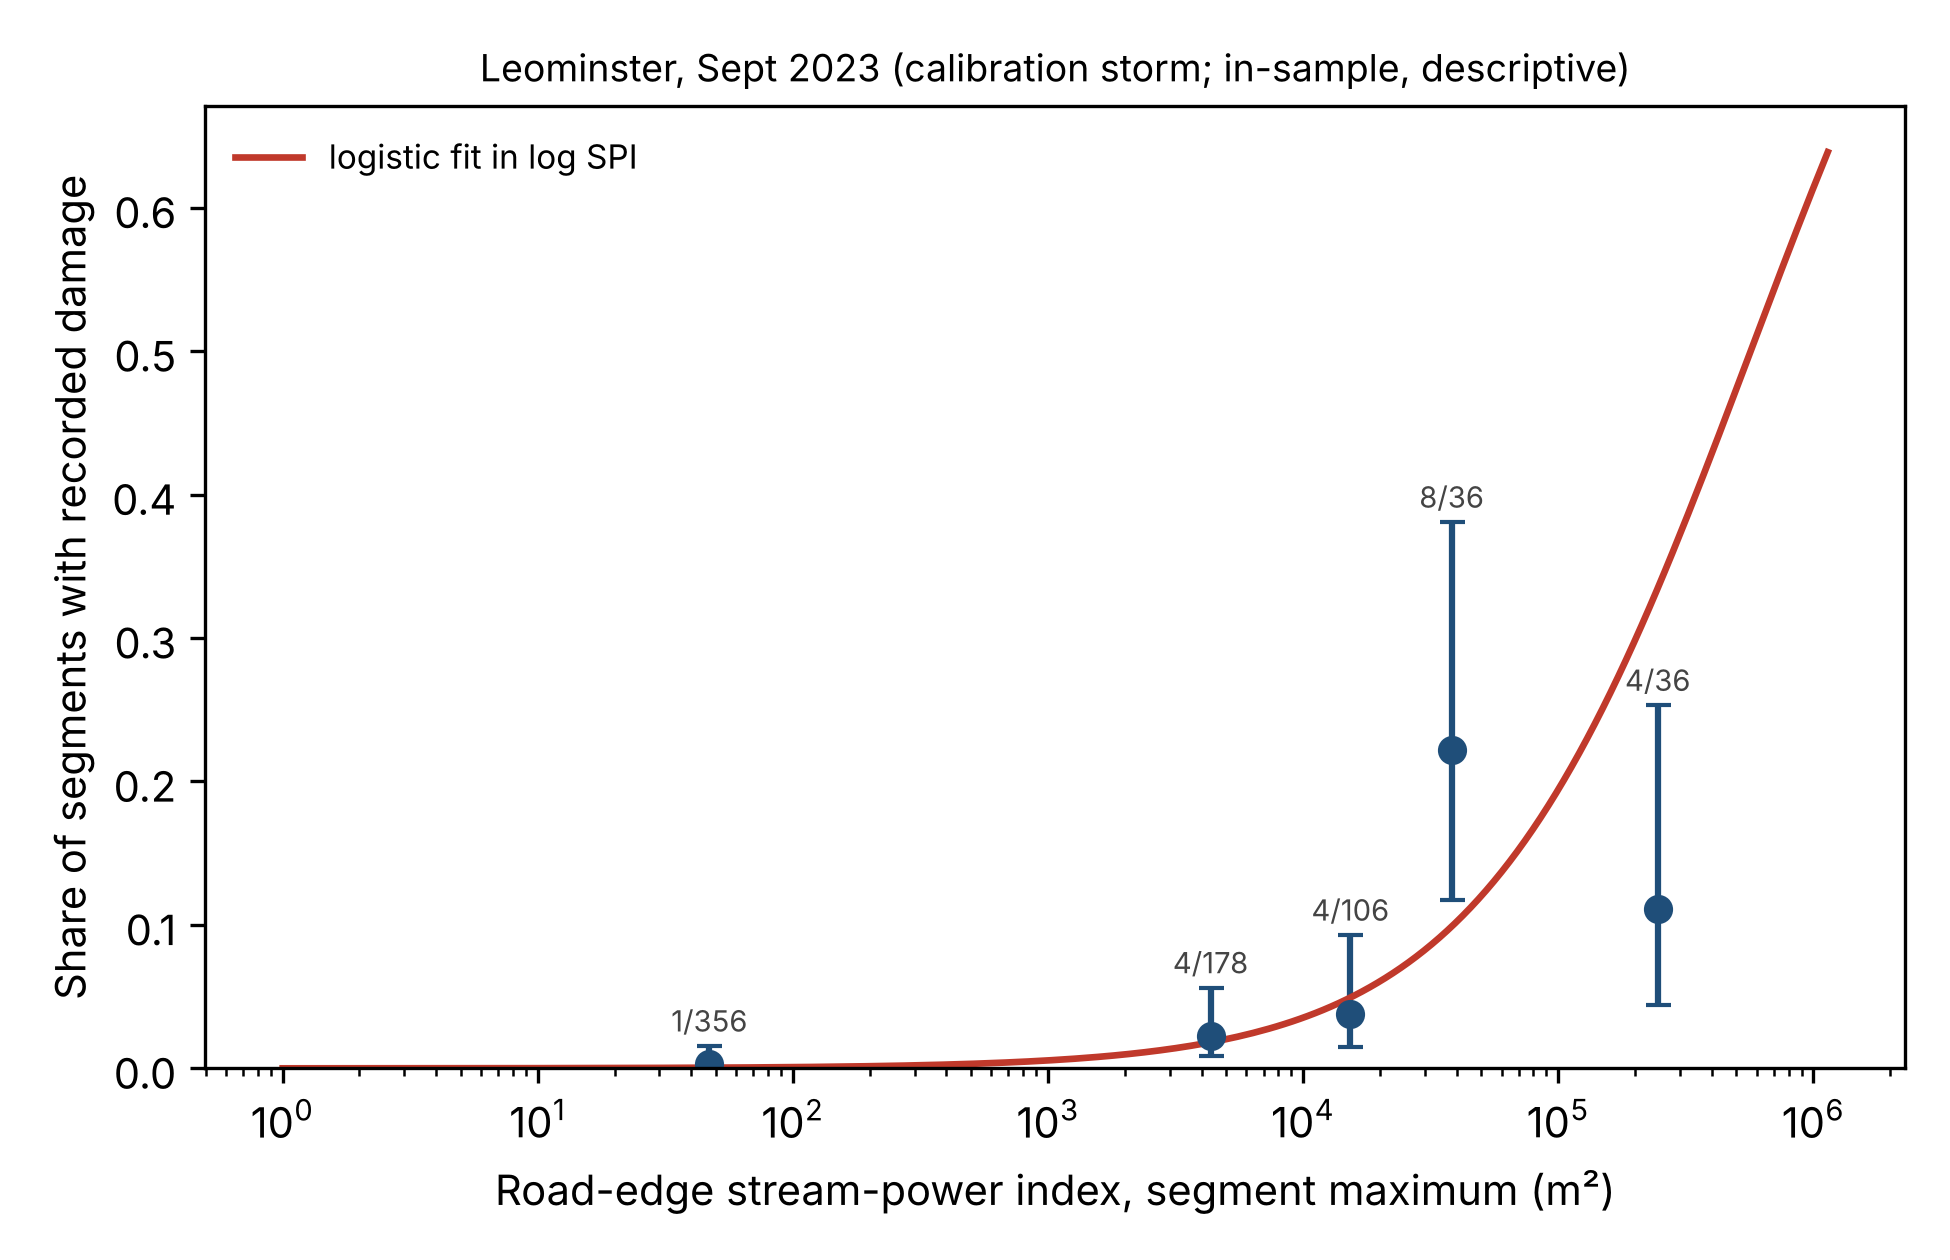 Leominster, Sept 2023 (calibration storm; in-sample, descriptive)
logistic fit in log SPI
Share of segments with recorded damage
0.6
0.5
0.4
0.3
0.2
0.1
0.0
8/36
4/36
4/106
4/178
1/356
10⁰ 10¹ 10² 10³ 10⁴ 10⁵ 10⁶
Road-edge stream-power index, segment maximum (m²)